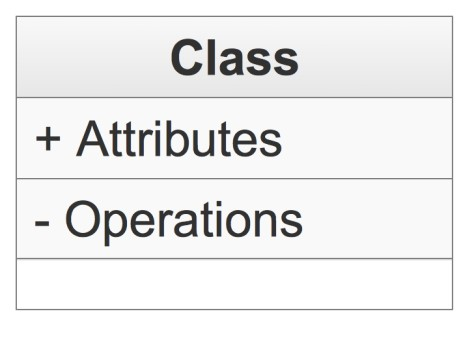 Class
+ Attributes
- Operations